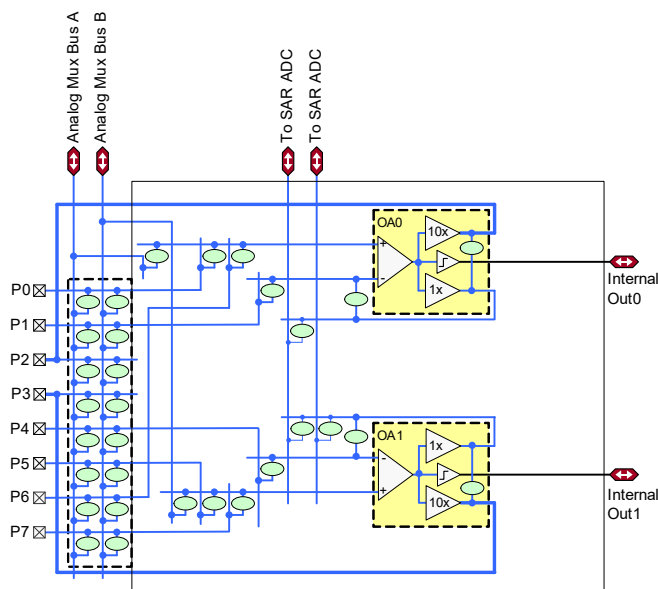 Analog Mux Bus A
Analog Mux Bus B
To SAR ADC
To SAR ADC
OA0
+
10x
-
1x
Internal
Out0
P0
P1
P2
P3
P4
P5
P6
P7
OA1
1x
-
+
10x
Internal
Out1